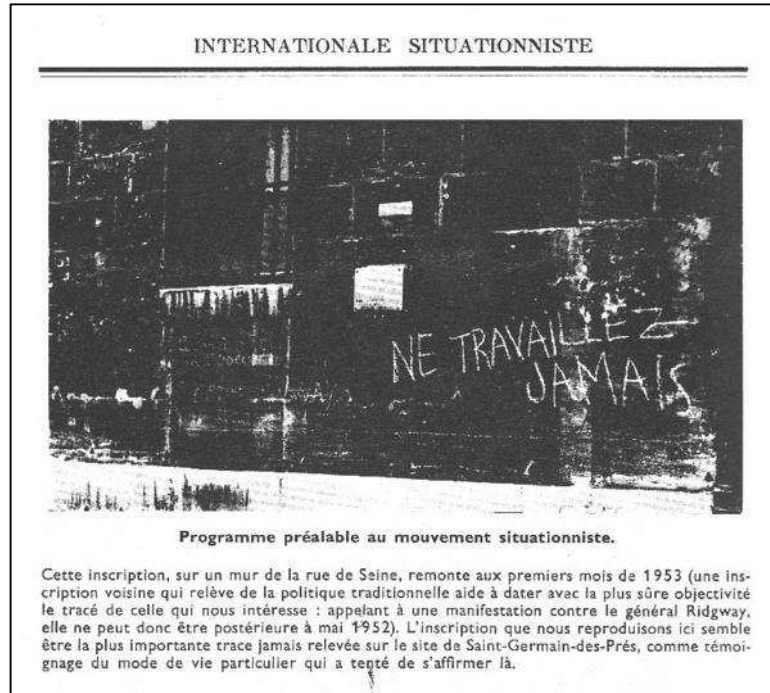 INTERNATIONALE SITUATIONNISTE
NE TRAVAILLEZ
JAMAIS
Programme préalable au mouvement situationniste.
Cette inscription, sur un mur de la rue de Seine, remonte aux premiers mois de 1953 (une ins-
cription voisine qui relève de la politique traditionnelle aide à dater avec la plus sûre objectivité
le tracé de celle qui nous intéresse : appelant à une manifestation contre le général Ridgway,
elle ne peut donc être postérieure à mai 1952). L'inscription que nous reproduisons ici semble
être la plus importante trace jamais relevée sur le site de Saint-Germain-des-Prés, comme témoi-
gnage du mode de vie particulier qui a tenté de s'affirmer là.